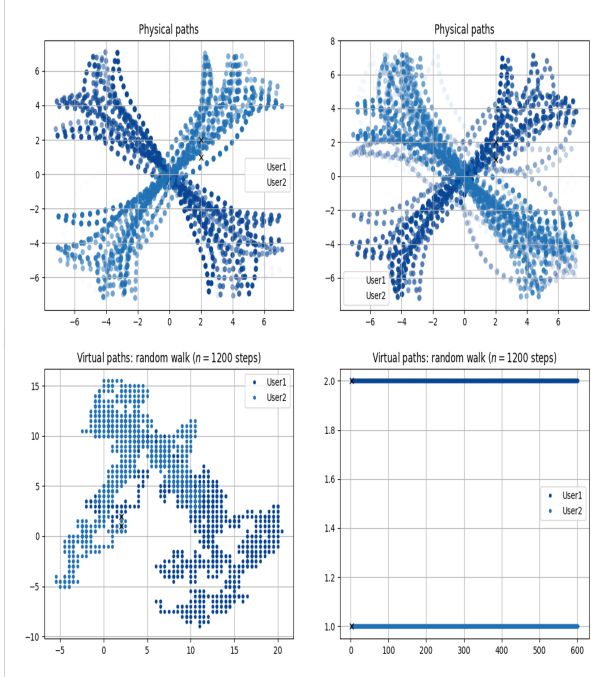 Physical paths
6
4
2
0
−2
−4
−6
−6 −4 −2 0 2 4 6
User1
User2
Physical paths
8
6
4
2
0
−2
−4
−6
−6 −4 −2 0 2 4 6
User1
User2
Virtual paths: random walk (n = 1200 steps)
15
10
5
0
−5
−10
−5 0 5 10 15 20
User1
User2
Virtual paths: random walk (n = 1200 steps)
2.0
1.8
1.6
1.4
1.2
1.0
0 100 200 300 400 500 600
User1
User2